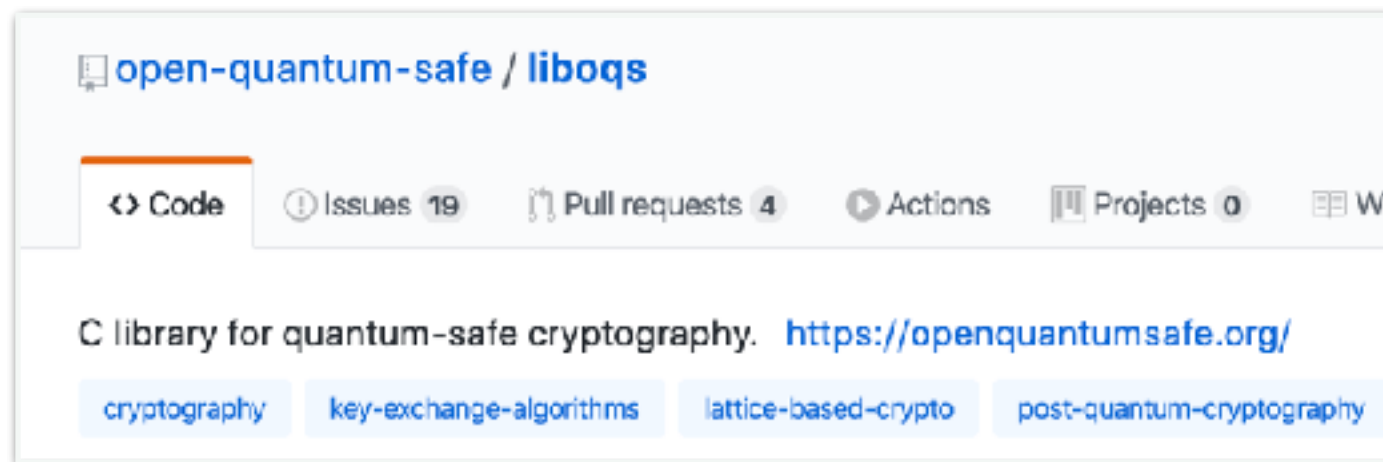 open-quantum-safe / liboqs
<> Code Issues 19 Pull requests 4 Actions Projects 0 W
C library for quantum-safe cryptography. https://openquantumsafe.org/
cryptography key-exchange-algorithms lattice-based-crypto post-quantum-cryptography